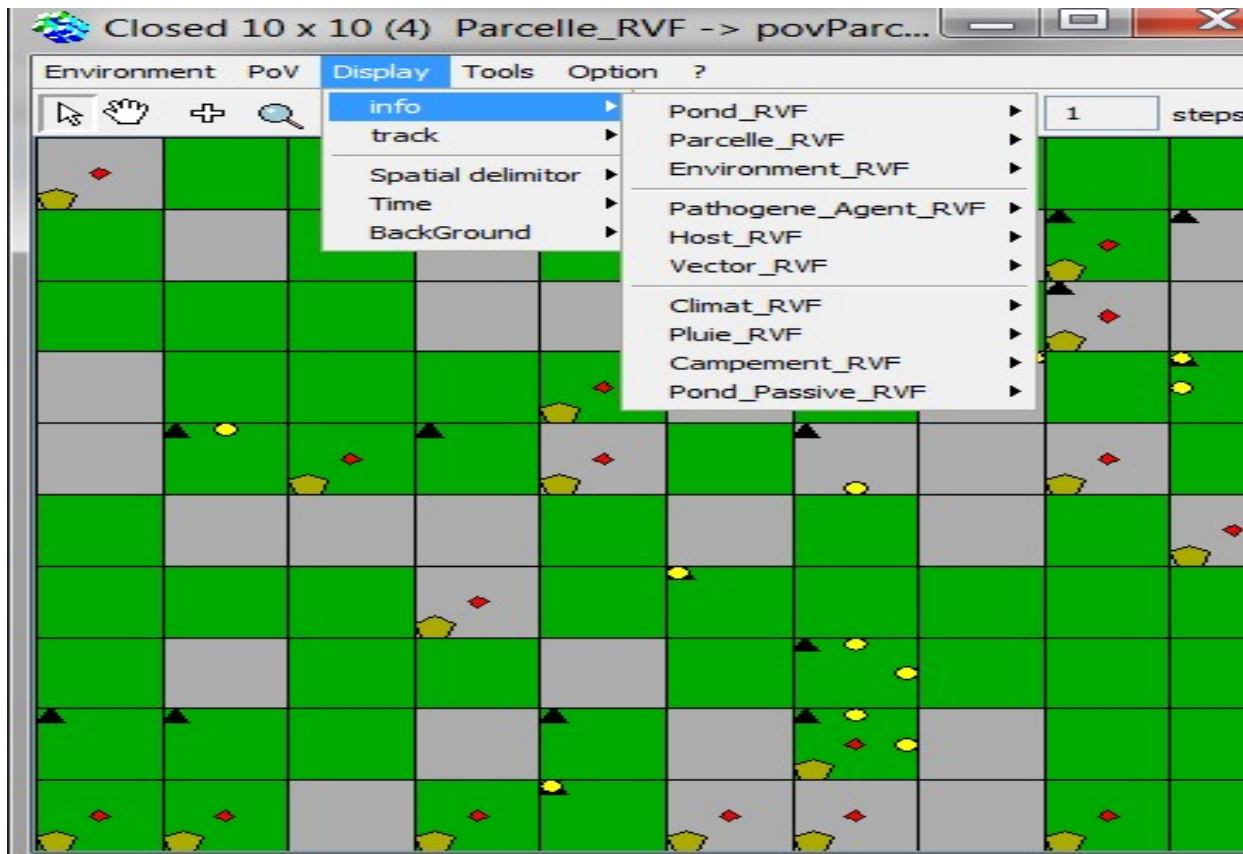 Closed 10 x 10 (4) Parcelle_RVF -> povParc...
Environment PoV Display Tools Option ?
1 steps
info
track
Spatial delimitor
Time
BackGround
Pond_RVF
Parcelle_RVF
Environment_RVF
Pathogene_Agent_RVF
Host_RVF
Vector_RVF
Climat_RVF
Pluie_RVF
Campement_RVF
Pond_Passive_RVF